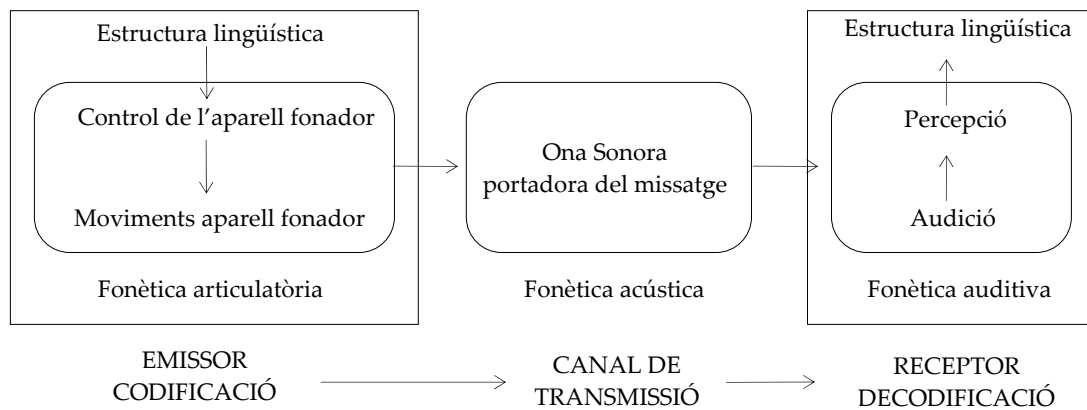 Estructura lingüística
Control de l’aparell fonador
Moviments aparell fonador
Fonètica articulatòria
Ona Sonora
portadora del missatge
Fonètica acústica
Estructura lingüística
Percepció
Audició
Fonètica auditiva
EMISSOR
CODIFICACIÓ
CANAL DE
TRANSMISSIÓ
RECEPTOR
DECODIFICACIÓ